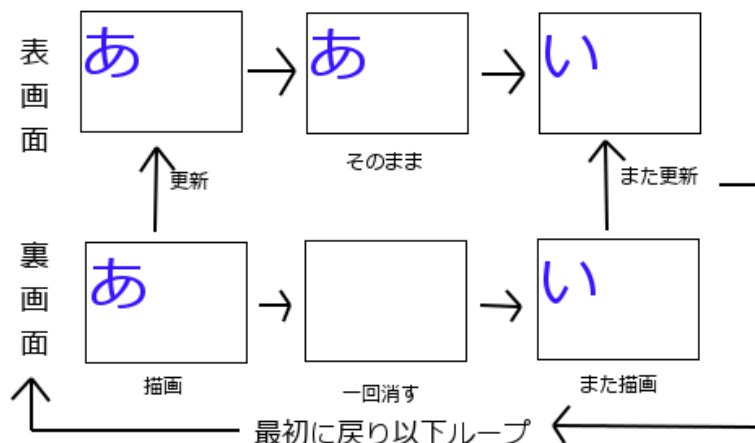 表画面
あ
あ
い
そのまま
更新
また更新
裏画面
あ
い
描画
一回消す
また描画
最初に戻り以下ループ